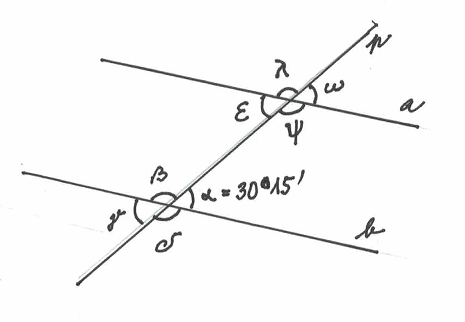 p
λ
ω
ε
a
ψ
β
α = 30°15'
γ
b
δ